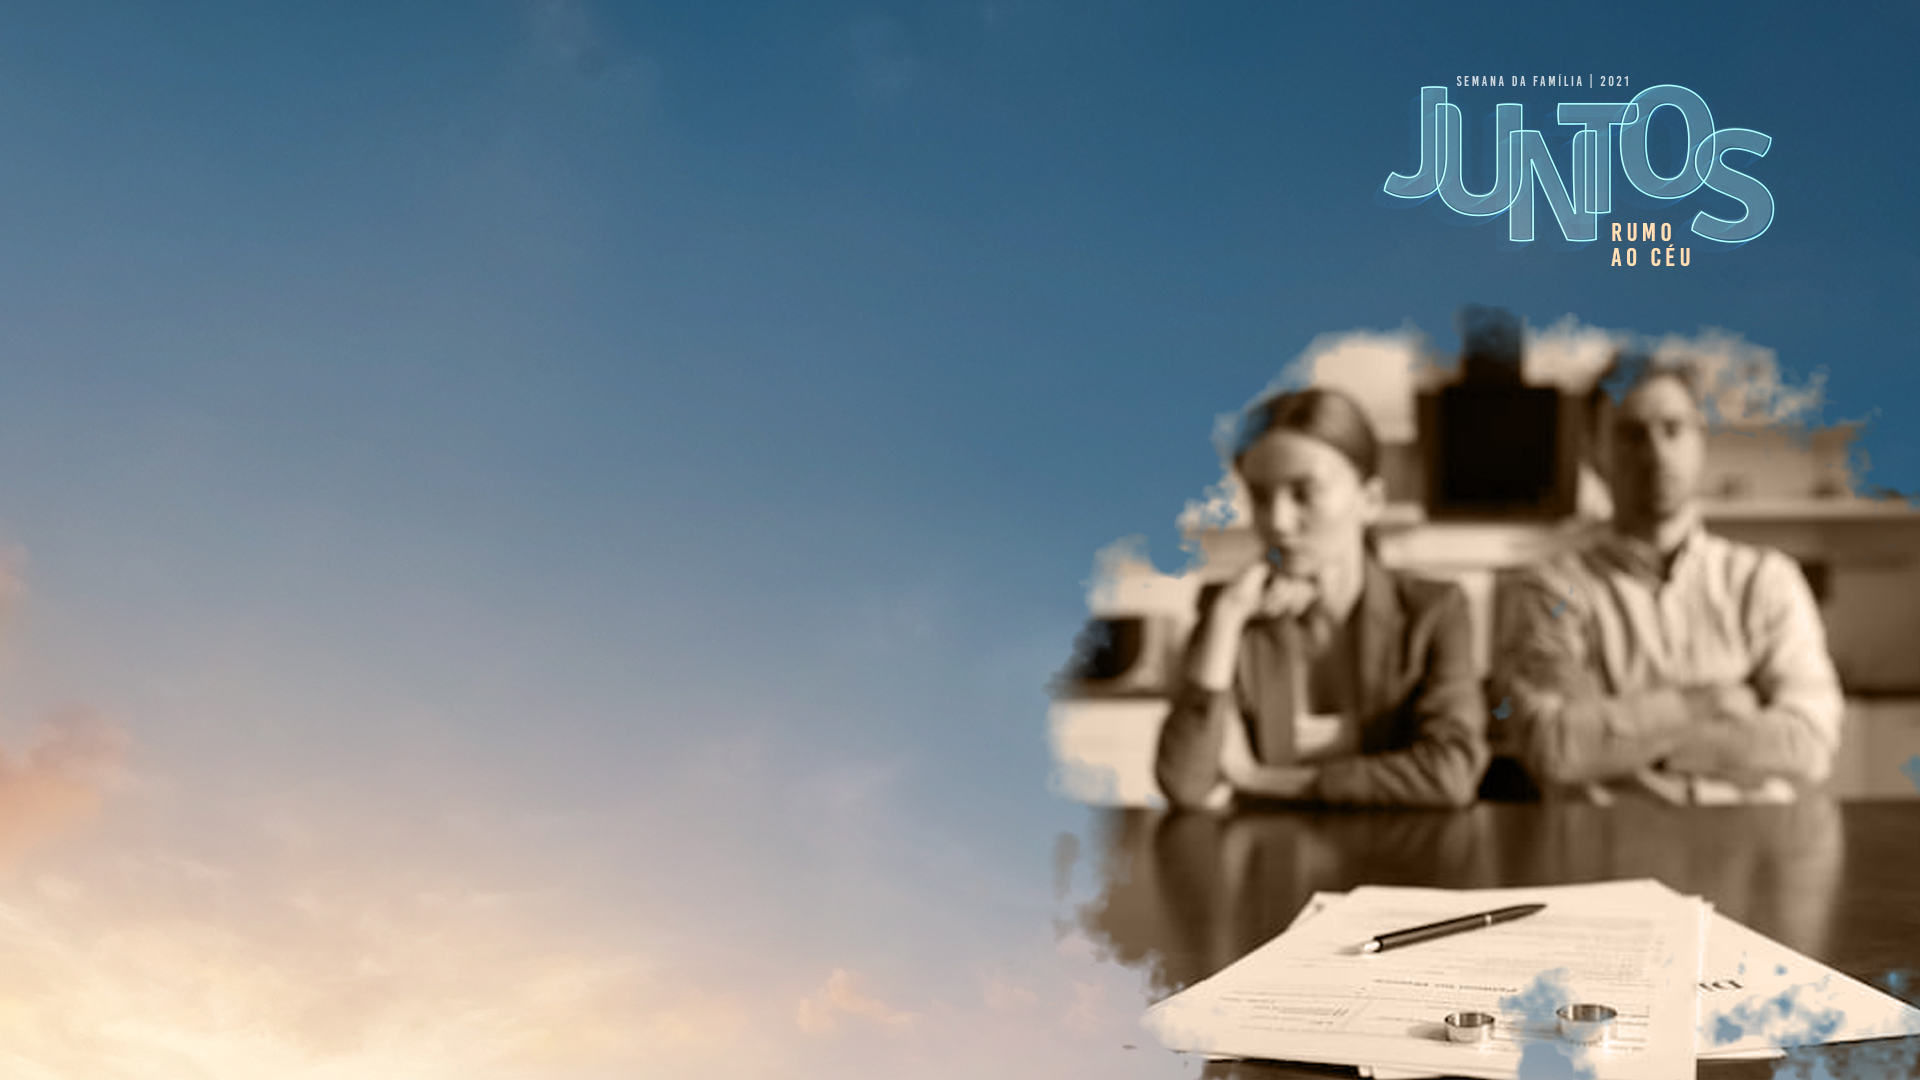 SEMANA DA FAMÍLIA | 2021
JUNTOS
RUMO
AO CÉU